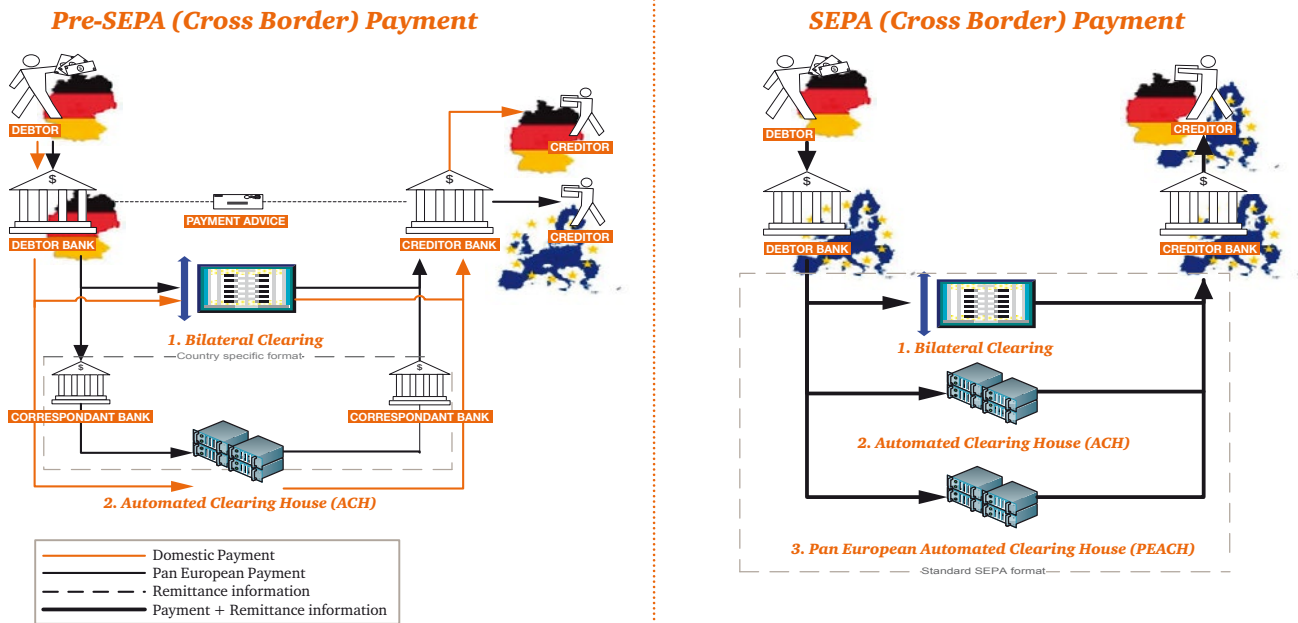 Pre-SEPA (Cross Border) Payment
DEBTOR
$
DEBTOR BANK
PAYMENT ADVICE
$
CREDITOR BANK
CREDITOR
CREDITOR
1. Bilateral Clearing
Country specific format
$
CORRESPONDANT BANK
$
CORRESPONDANT BANK
2. Automated Clearing House (ACH)
Domestic Payment
Pan European Payment
Remittance information
Payment + Remittance information
SEPA (Cross Border) Payment
DEBTOR
$
DEBTOR BANK
CREDITOR
$
CREDITOR BANK
1. Bilateral Clearing
2. Automated Clearing House (ACH)
3. Pan European Automated Clearing House (PEACH)
Standard SEPA format